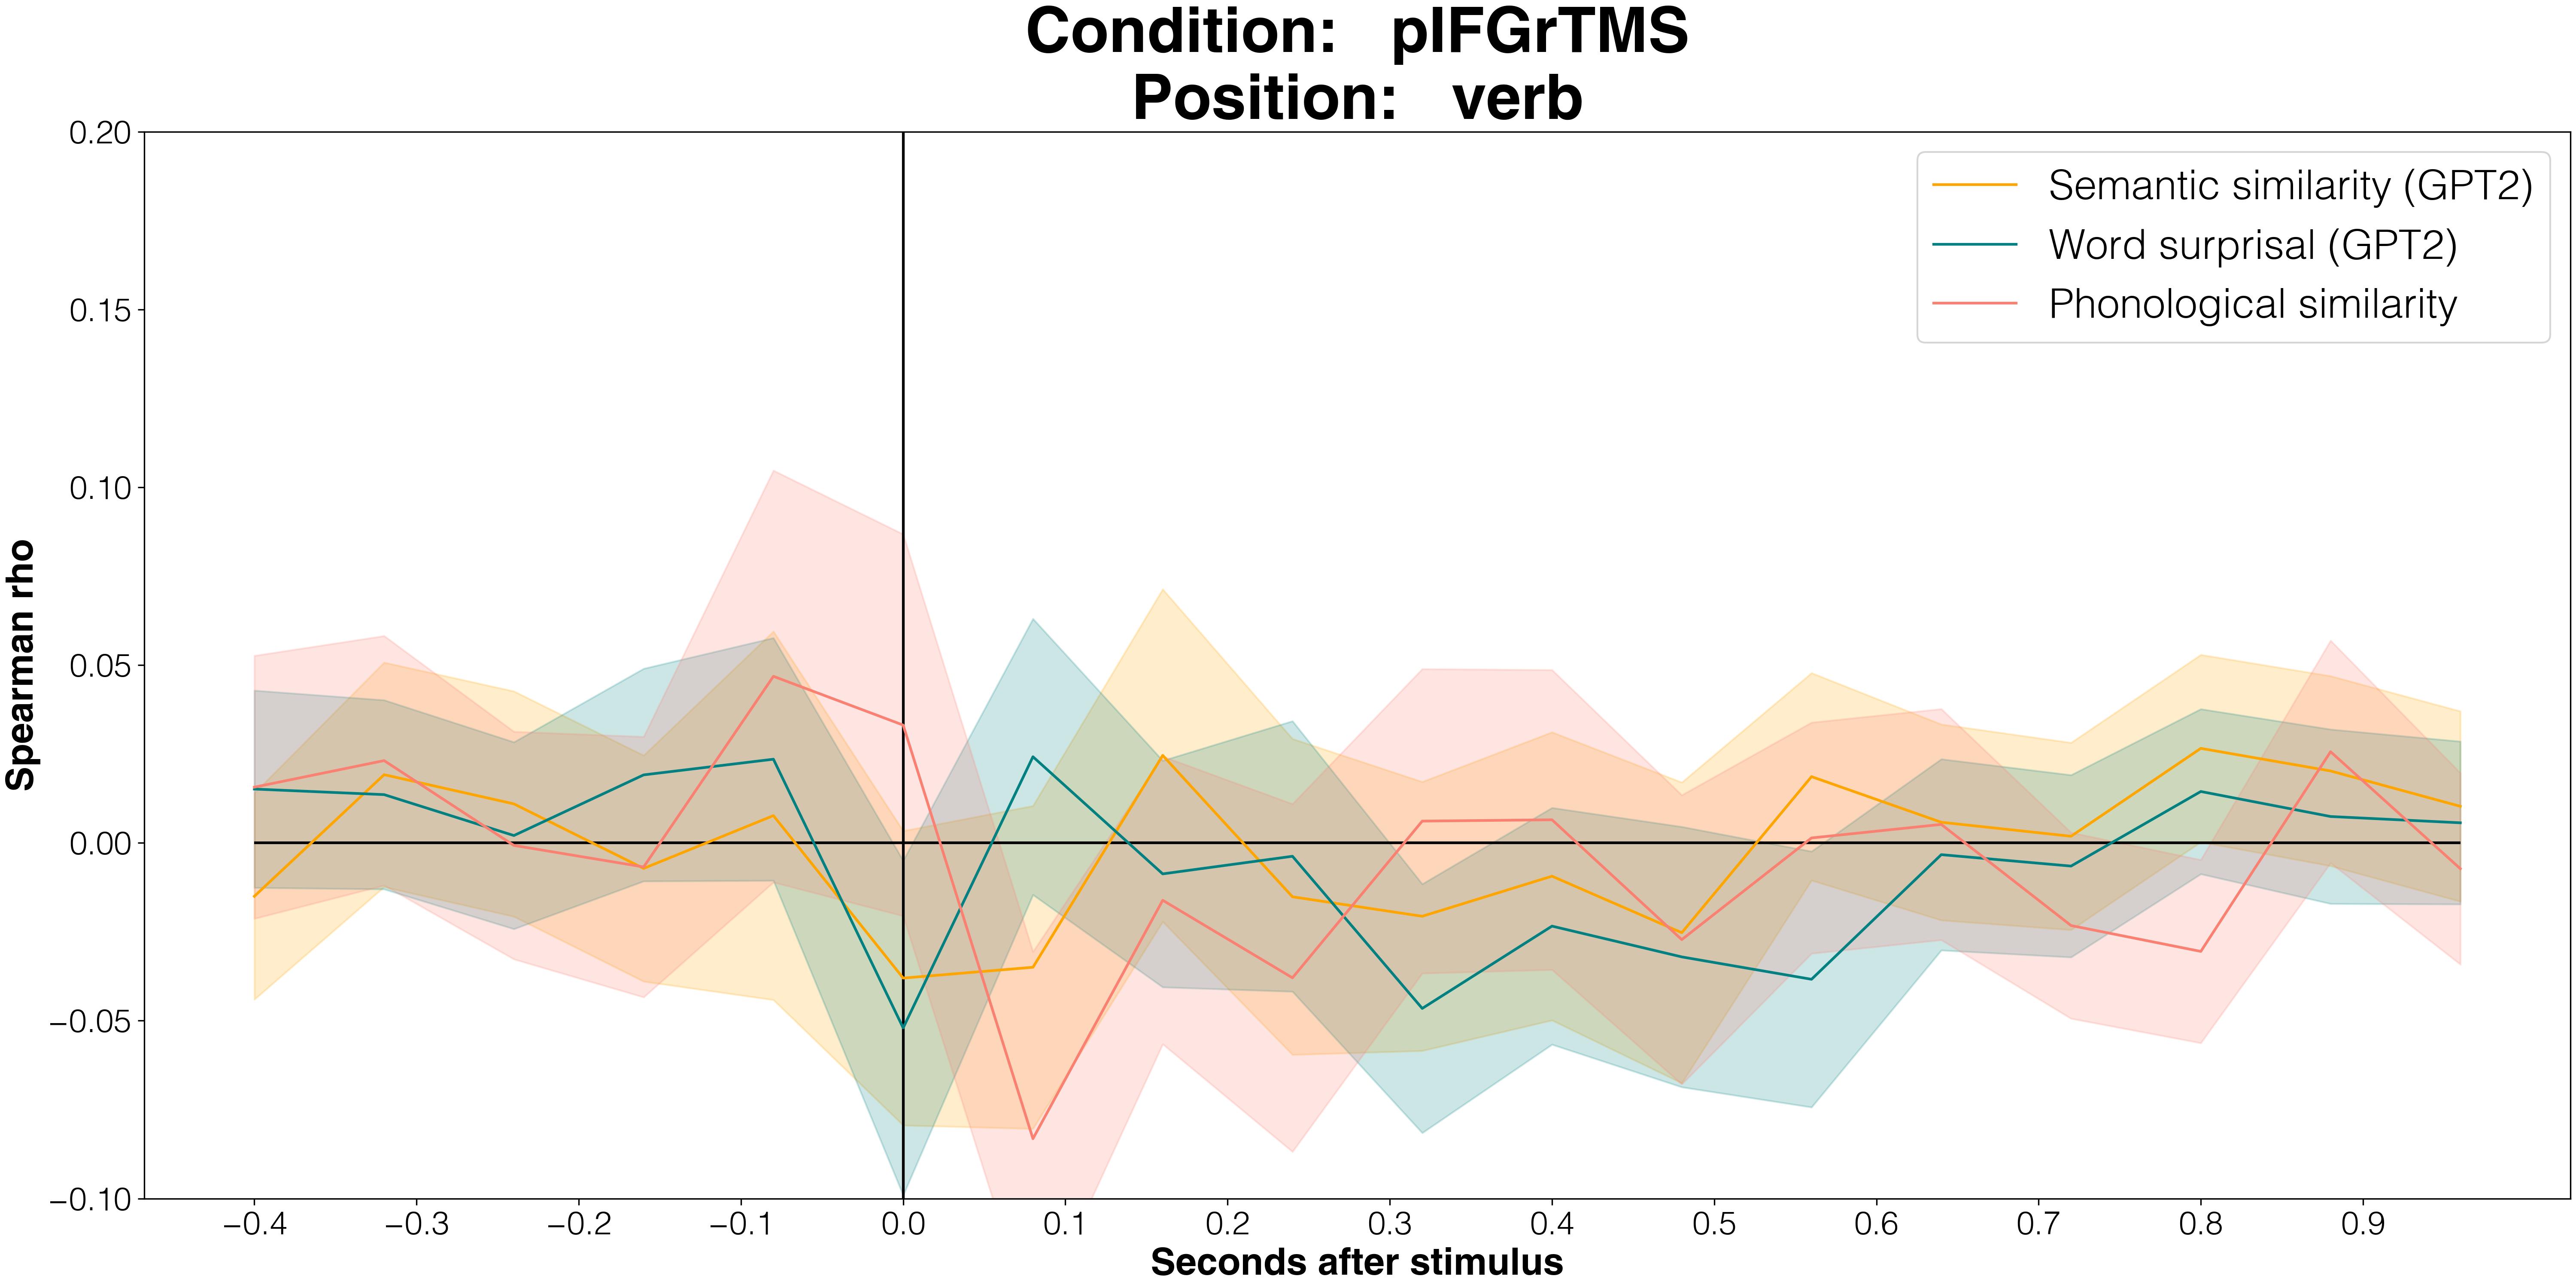 Condition: pIFGrTMS
Position: verb
0.20
0.15
0.10
0.05
0.00
−0.05
−0.10
Spearman rho
Semantic similarity (GPT2)
Word surprisal (GPT2)
Phonological similarity
−0.4 −0.3 −0.2 −0.1 0.0 0.1 0.2 0.3 0.4 0.5 0.6 0.7 0.8 0.9
Seconds after stimulus